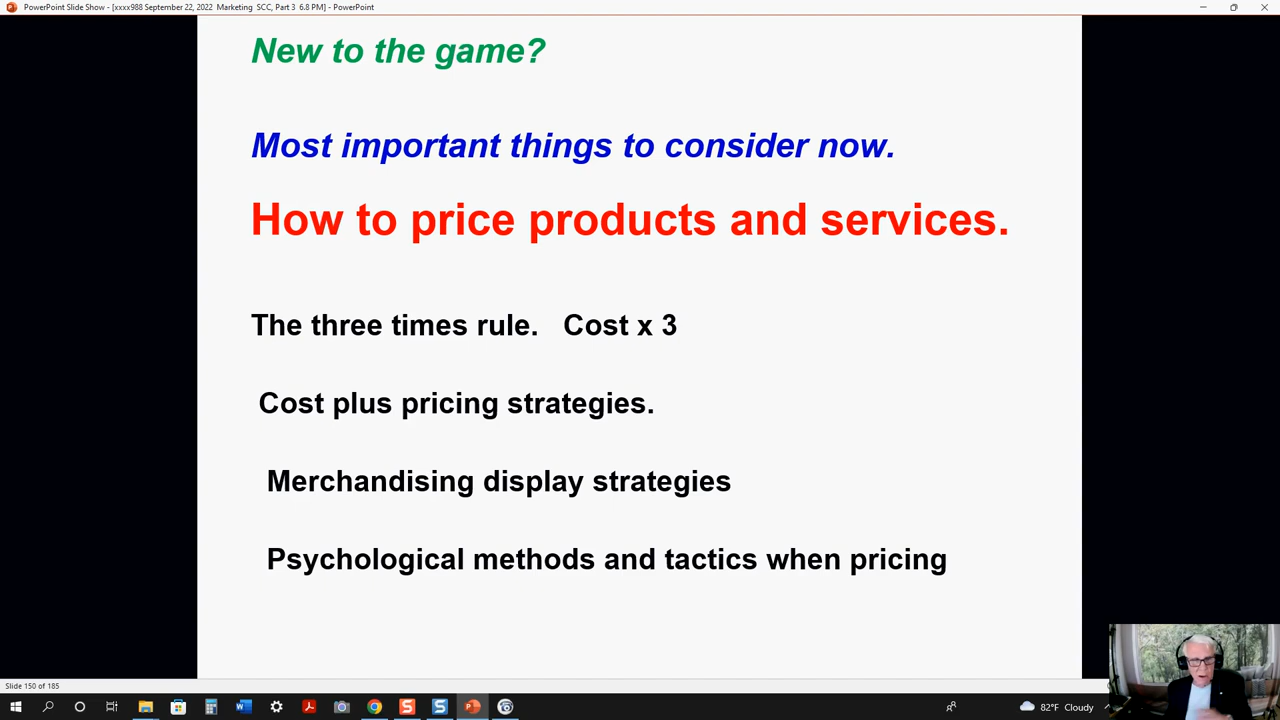 PowerPoint Slide Show - [xxxx988 September 22, 2022 Marketing SCC, Part 3 6.8 PM] - PowerPoint
New to the game?
Most important things to consider now.
How to price products and services.
The three times rule. Cost x 3
Cost plus pricing strategies.
Merchandising display strategies
Psychological methods and tactics when pricing
Slide 150 of 185
82°F Cloudy